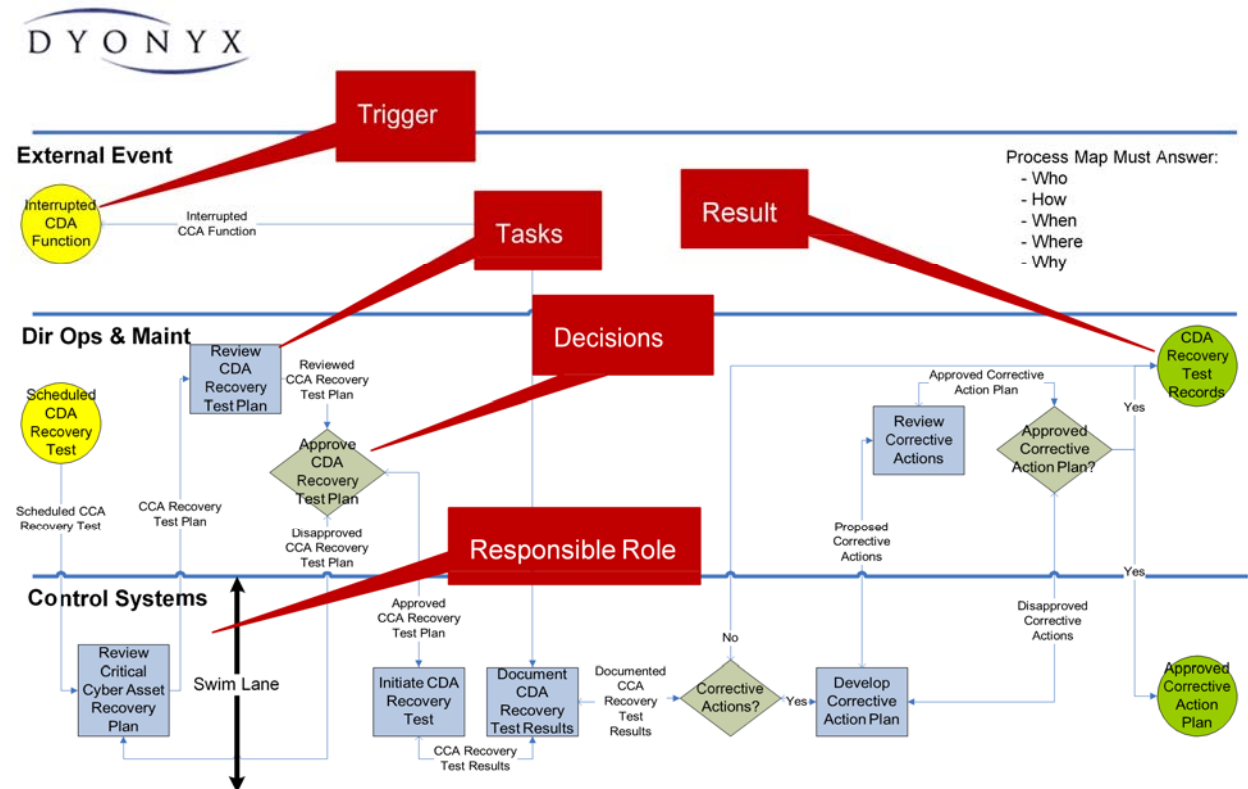 DYONYX
Trigger
External Event
Process Map Must Answer:
- Who
- How
- When
- Where
- Why
Interrupted
CDA
Function
Interrupted
CCA Function
Tasks
Result
Dir Ops & Maint
Decisions
Review
CDA
Recovery
Test Plan
Reviewed
CCA Recovery
Test Plan
CDA
Recovery
Test
Records
Scheduled
CDA
Recovery
Test
Approve
CDA
Recovery
Test Plan
Approved Corrective
Action Plan
Review
Corrective
Actions
Approved
Corrective
Action Plan?
Yes
Scheduled CCA
Recovery Test
CCA Recovery
Test Plan
Disapproved
CCA Recovery
Test Plan
Proposed
Corrective
Actions
Responsible Role
Yes
Control Systems
Approved
CCA Recovery
Test Plan
Disapproved
Corrective
Actions
No
Review
Critical
Cyber Asset
Recovery
Plan
Swim Lane
Initiate CDA
Recovery
Test
Document
CDA
Recovery
Test Results
Documented
CCA
Recovery
Test
Results
Corrective
Actions?
Yes
Develop
Corrective
Action Plan
Approved
Corrective
Action
Plan
CCA Recovery
Test Results